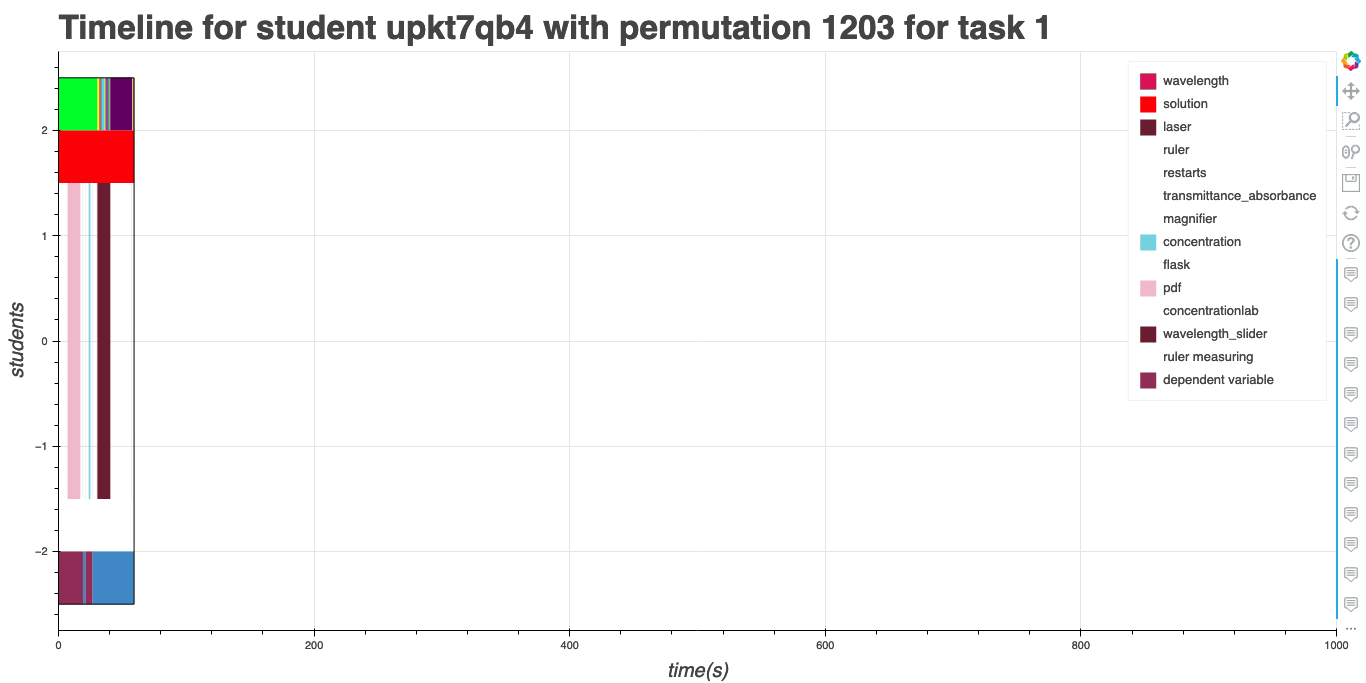 Timeline for student upkt7qb4 with permutation 1203 for task 1
wavelength
solution
laser
ruler
restarts
transmittance_absorbance
magnifier
concentration
flask
pdf
concentrationlab
wavelength_slider
ruler measuring
dependent variable
2
1
0
−1
−2
students
0 200 400 600 800 1000
time(s)